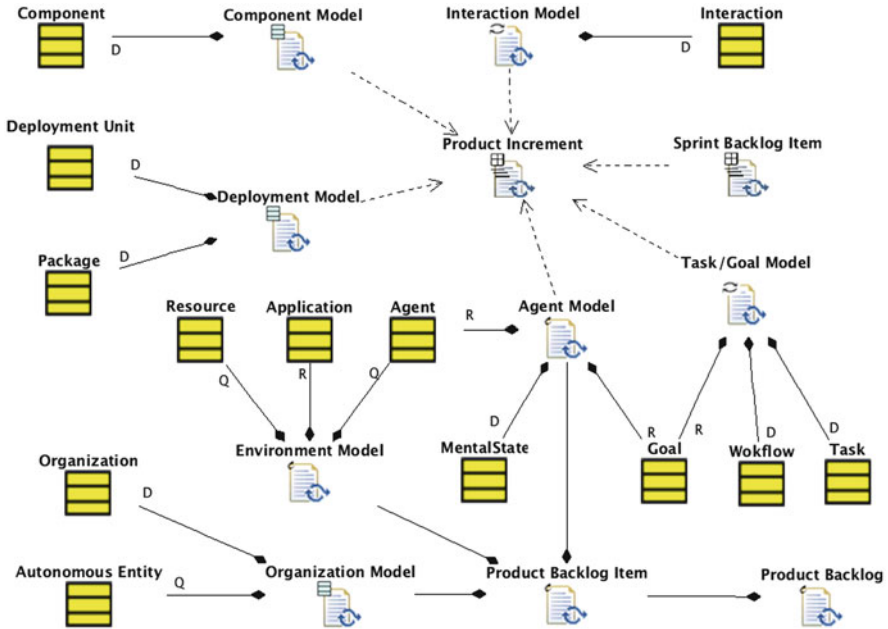 Component
Component Model
Interaction Model
Interaction
D
D
Deployment Unit
Product Increment
Sprint Backlog Item
D
Deployment Model
D
Package
Task/Goal Model
Resource
Application
Agent
R
Agent Model
Q
R
Q
D
R
R
D
D
Organization
Environment Model
MentalState
Goal
Wokflow
Task
D
Autonomous Entity
Q
Organization Model
Product Backlog Item
Product Backlog